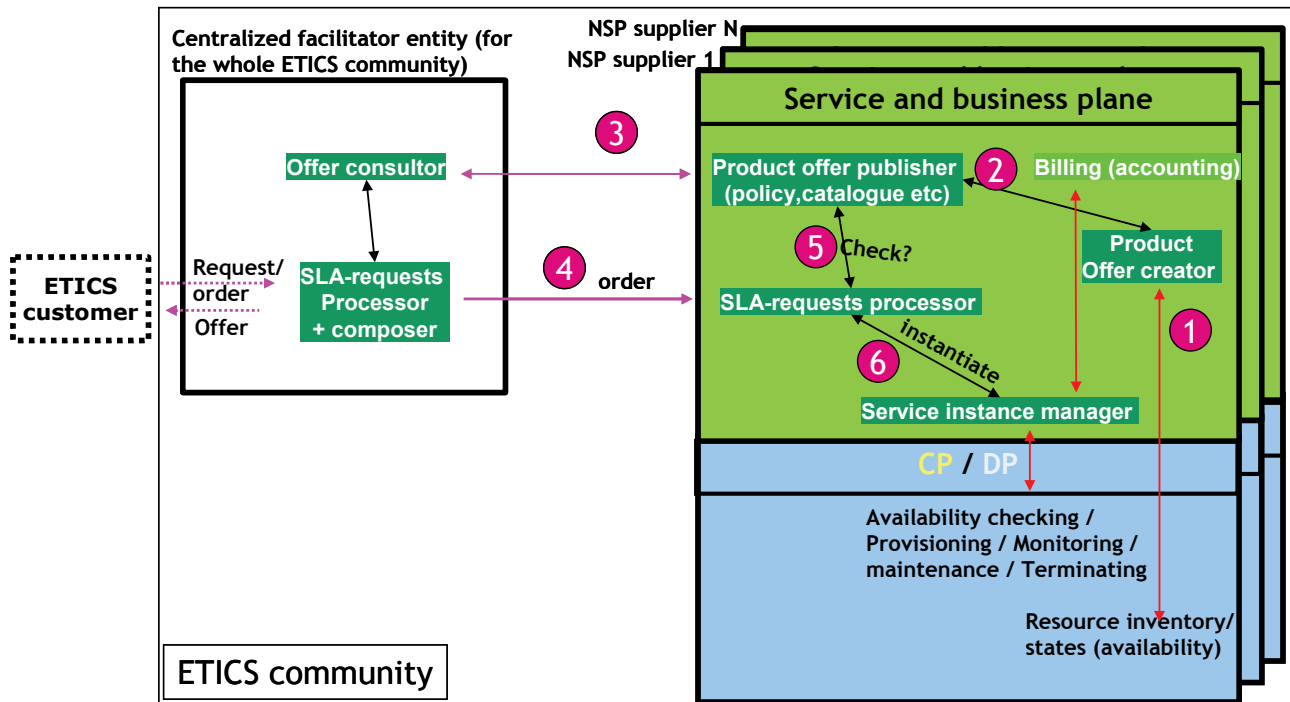 NSP supplier N
NSP supplier 1
Centralized facilitator entity (for
the whole ETICS community)
Service and business plane
3
Offer consultor
Product offer publisher
(policy,catalogue etc)
2
Billing (accounting)
5
Check?
Product
Offer creator
4
order
ETICS
customer
Request/
order
Offer
SLA-requests
Processor
+ composer
SLA-requests processor
1
instantiate
6
Service instance manager
CP / DP
Availability checking /
Provisioning / Monitoring /
maintenance / Terminating
Resource inventory/
states (availability)
ETICS community